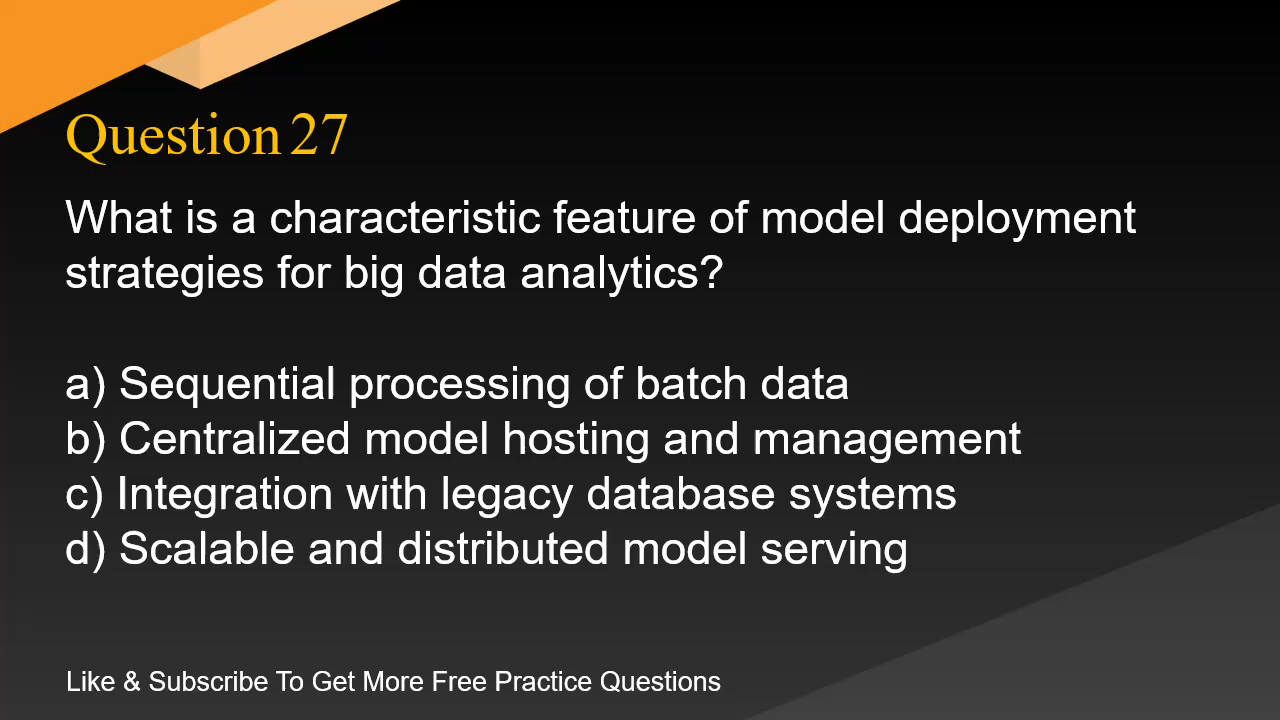 Question 27
What is a characteristic feature of model deployment
strategies for big data analytics?
a) Sequential processing of batch data
b) Centralized model hosting and management
c) Integration with legacy database systems
d) Scalable and distributed model serving
Like & Subscribe To Get More Free Practice Questions